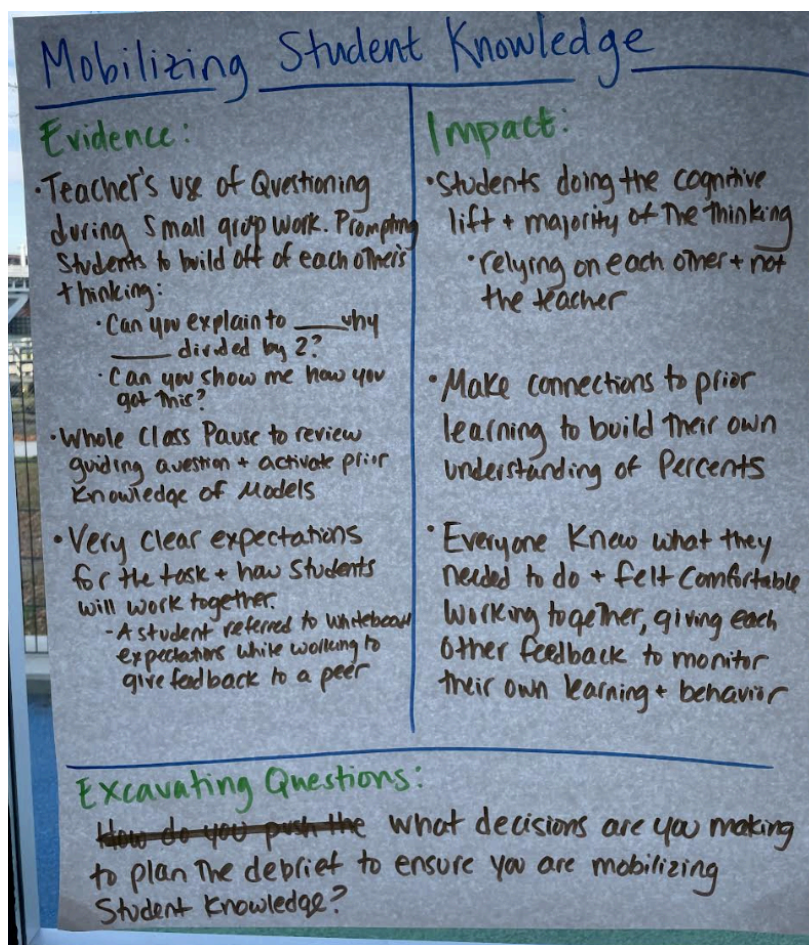 Mobilizing Student Knowledge
Evidence:
• Teacher's use of Questioning
during Small group work. Prompting
Students to build off of each other's
thinking:
• Can you explain to ___ why
___ divided by 2?
• Can you show me how you
got this?
• Whole Class Pause to review
guiding question + activate prior
Knowledge of Models
• Very clear expectations
for the task + how Students
will work together.
- A student referred to whiteboard
expectations while working to
give feedback to a peer
Impact:
• Students doing the cognitive
lift + majority of the thinking
• relying on each other + not
the teacher
• Make connections to prior
learning to build their own
understanding of Percents
• Everyone Knew what they
needed to do + felt Comfortable
working together, giving each
other feedback to monitor
their own learning + behavior
Excavating Questions:
How do you push the what decisions are you making
to plan the debrief to ensure you are mobilizing
Student Knowledge?